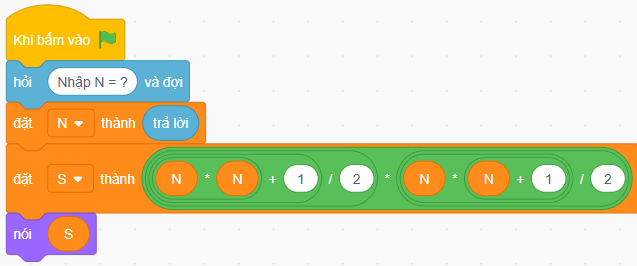 Khi bấm vào
hỏi Nhập N = ? và đợi
đặt N thành trả lời
đặt S thành N * N + 1 / 2 * N * N + 1 / 2
nói S